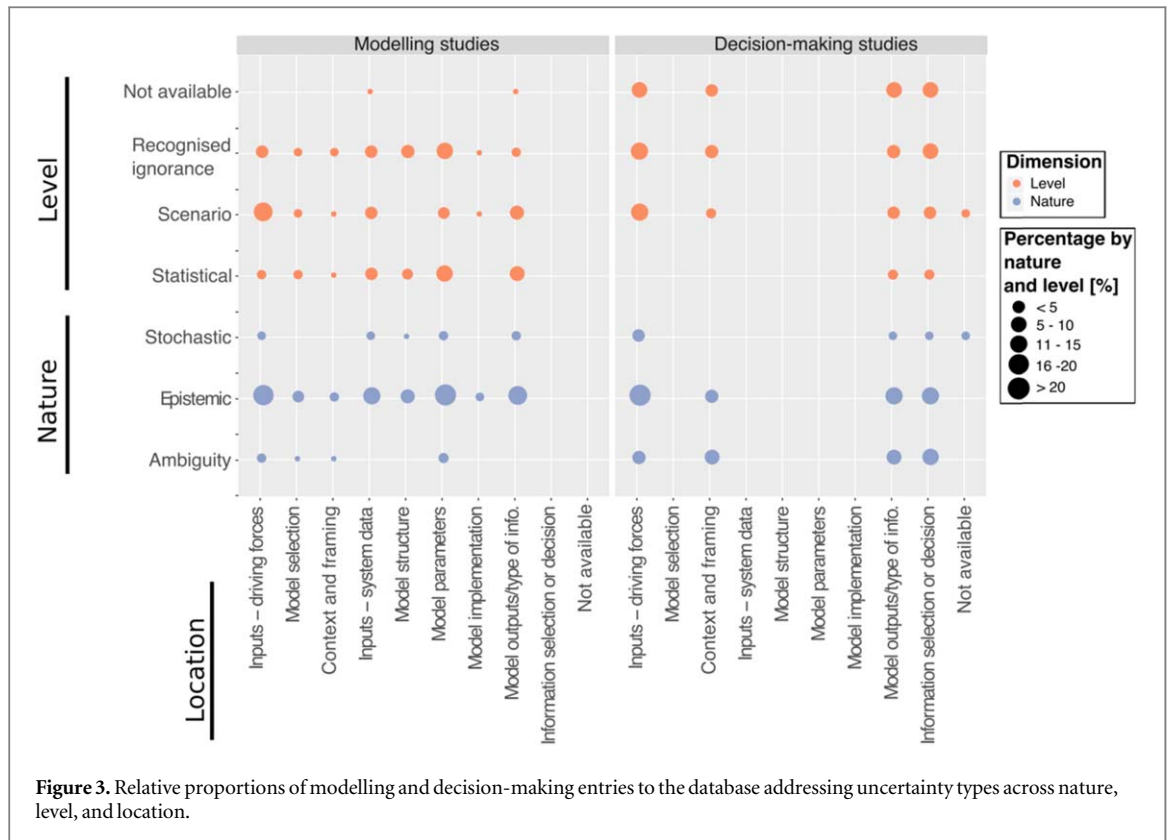 Modelling studies
Decision-making studies
Level
Not available
Recognised
ignorance
Scenario
Statistical
Nature
Stochastic
Epistemic
Ambiguity
Dimension
Level
Nature
Percentage by
nature
and level [%]
< 5
5 - 10
11 - 15
16 -20
> 20
Location
Inputs – driving forces
Model selection
Context and framing
Inputs – system data
Model structure
Model parameters
Model implementation
Model outputs/type of info.
Information selection or decision
Not available
Inputs – driving forces
Model selection
Context and framing
Inputs – system data
Model structure
Model parameters
Model implementation
Model outputs/type of info.
Information selection or decision
Not available
Figure 3. Relative proportions of modelling and decision-making entries to the database addressing uncertainty types across nature,
level, and location.